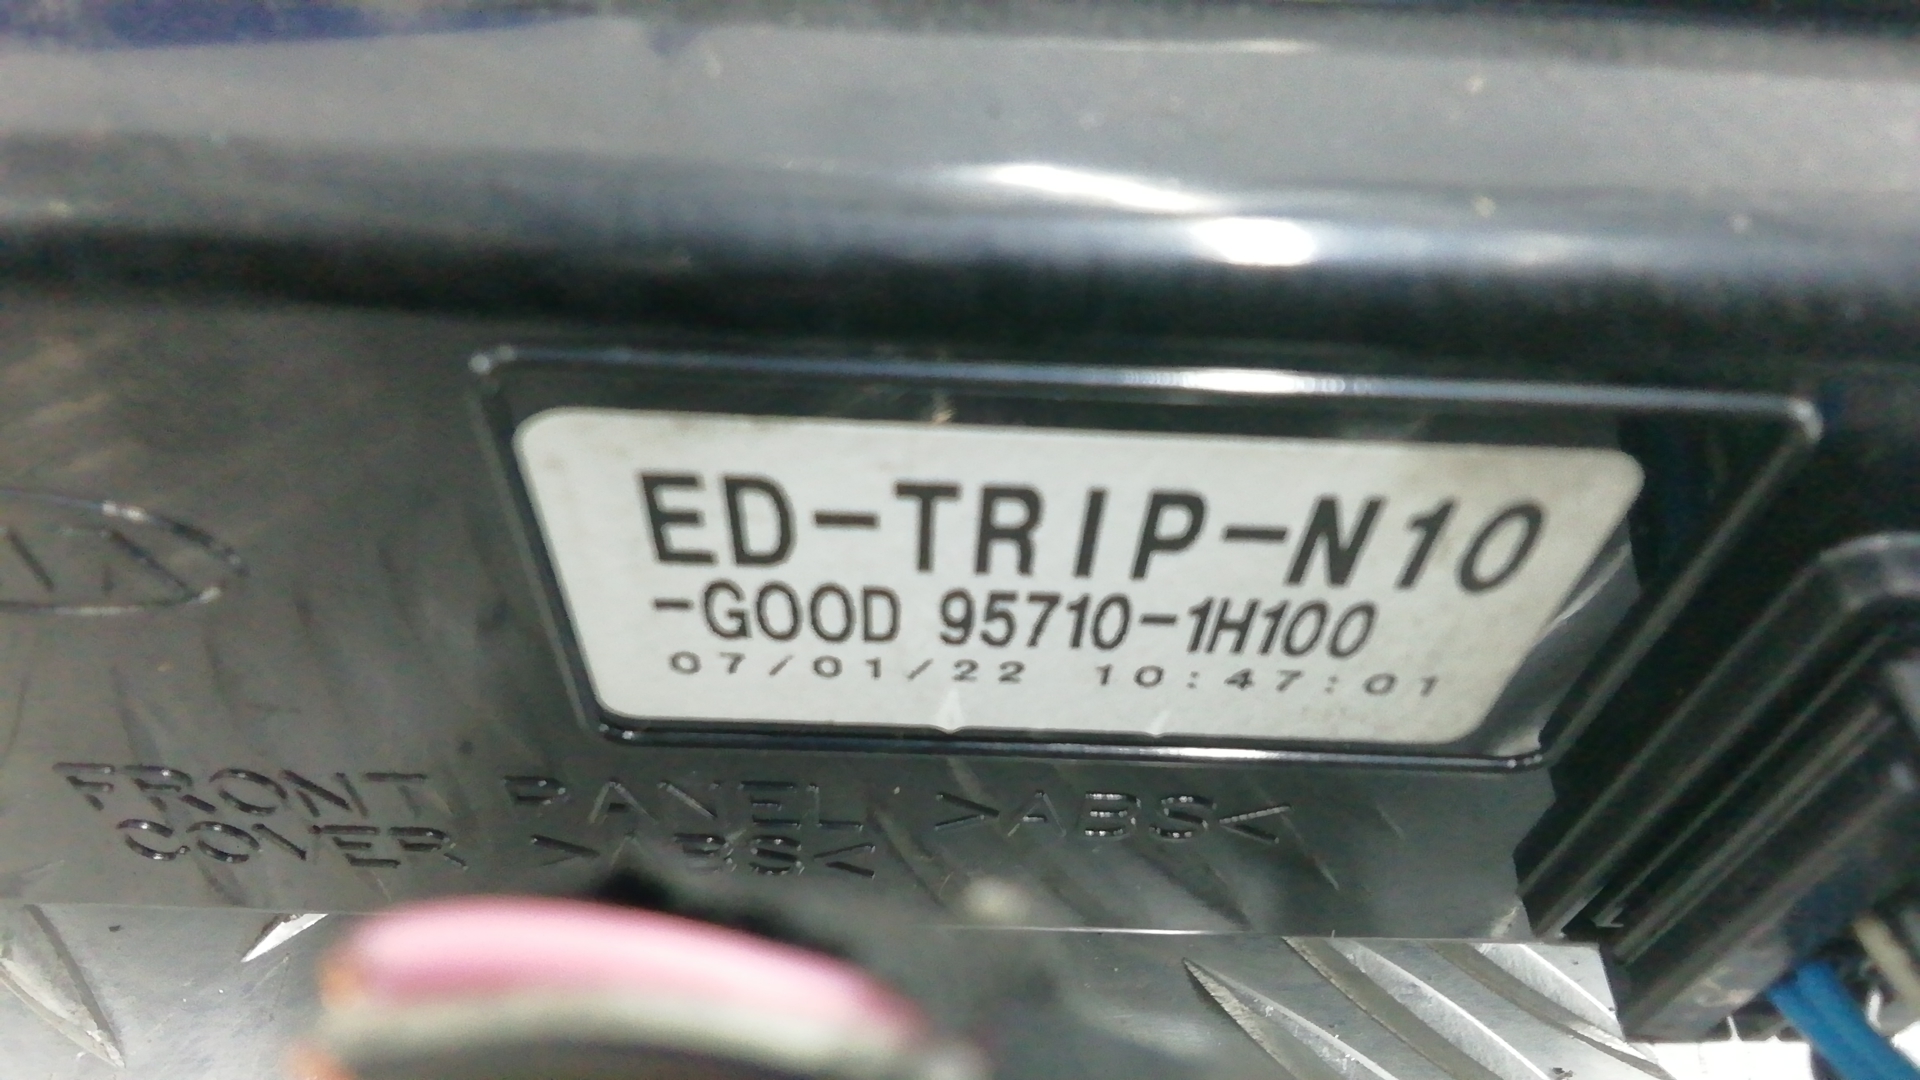 ED-TRIP-N10
-GOOD 95710-1H100
07/01/22 10:47:01
FRONT PANEL >ABS<
COVER >ABS<